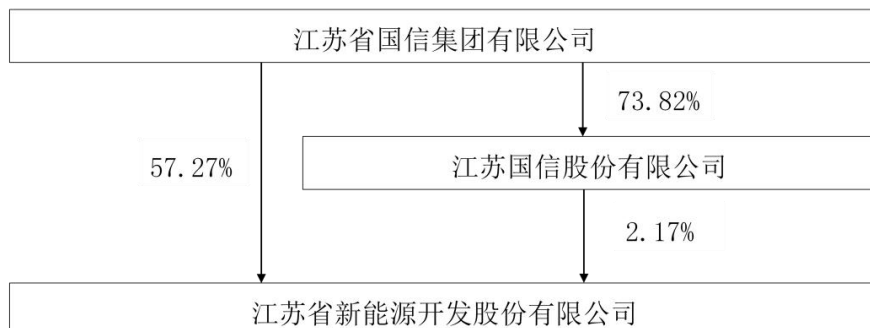 江苏省国信集团有限公司
73.82%
57.27%
江苏国信股份有限公司
2.17%
江苏省新能源开发股份有限公司